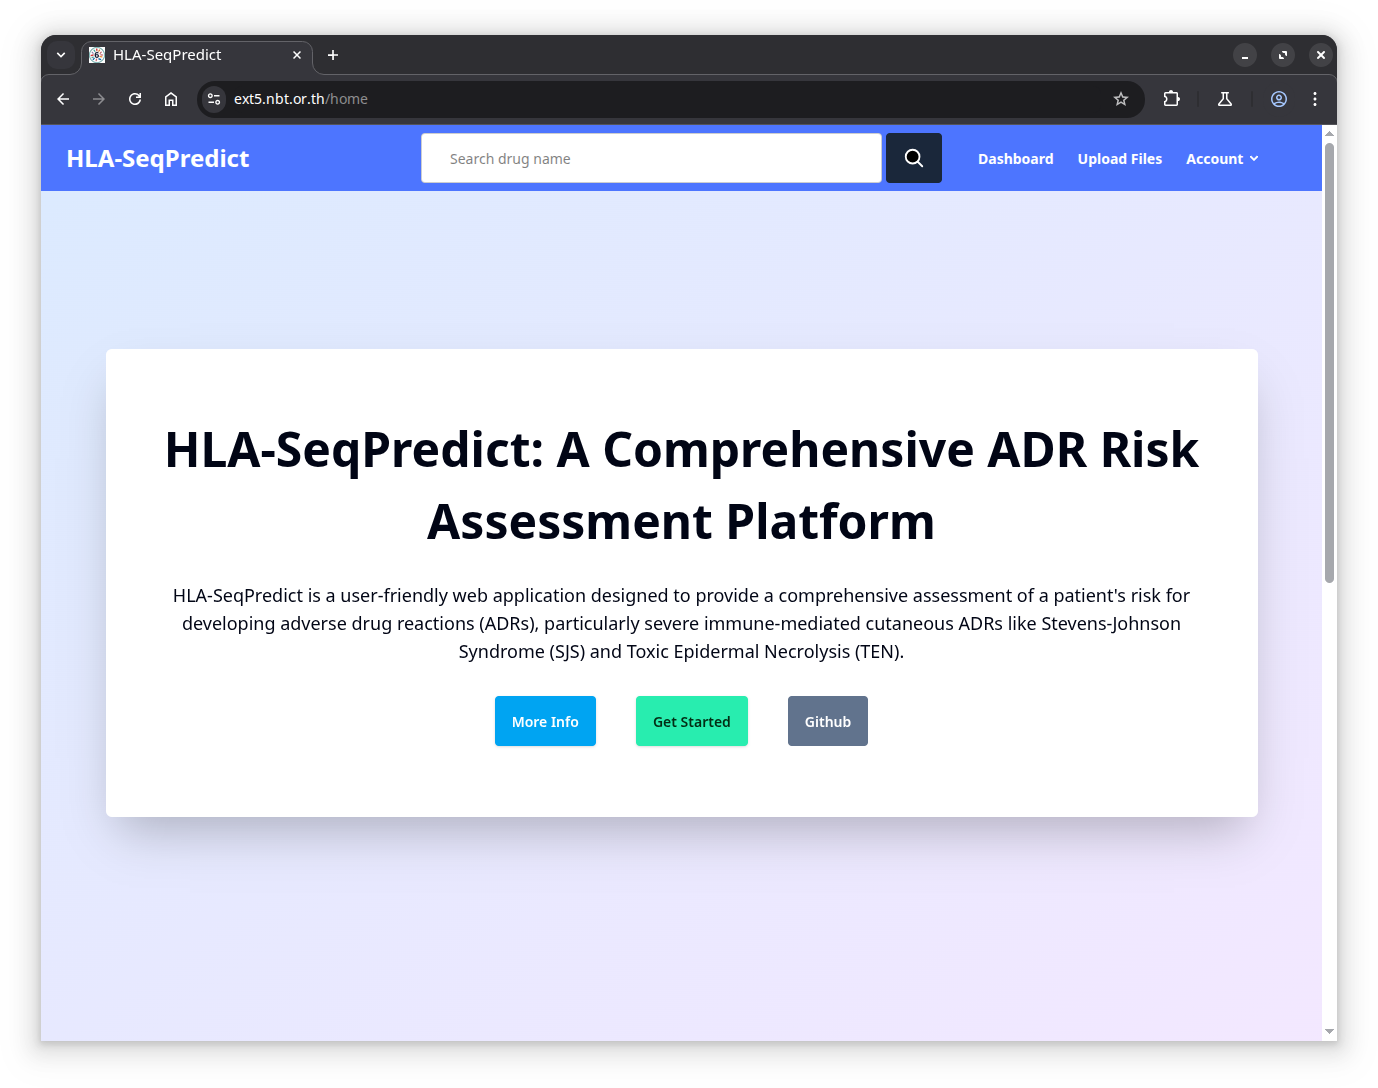 HLA-SeqPredict
ext5.nbt.or.th/home
HLA-SeqPredict
Search drug name
Dashboard
Upload Files
Account
HLA-SeqPredict: A Comprehensive ADR Risk
Assessment Platform
HLA-SeqPredict is a user-friendly web application designed to provide a comprehensive assessment of a patient's risk for
developing adverse drug reactions (ADRs), particularly severe immune-mediated cutaneous ADRs like Stevens-Johnson
Syndrome (SJS) and Toxic Epidermal Necrolysis (TEN).
More Info
Get Started
Github